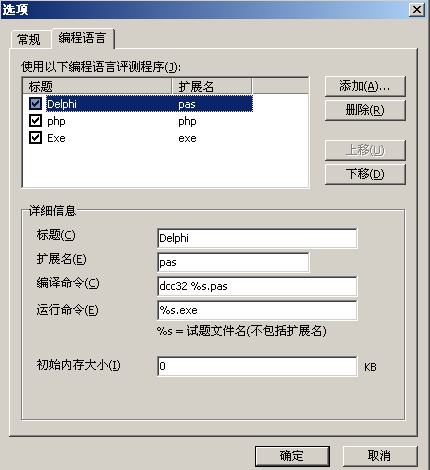 选项
常规 编程语言
使用以下编程语言评测程序(J):
标题 扩展名
Delphi pas
php php
Exe exe
添加(A)...
删除(R)
上移(U)
下移(D)
详细信息
标题(C) Delphi
扩展名(E) pas
编译命令(C) dcc32 %s.pas
运行命令(E) %s.exe
%s = 试题文件名(不包括扩展名)
初始内存大小(I) 0 KB
确定 取消